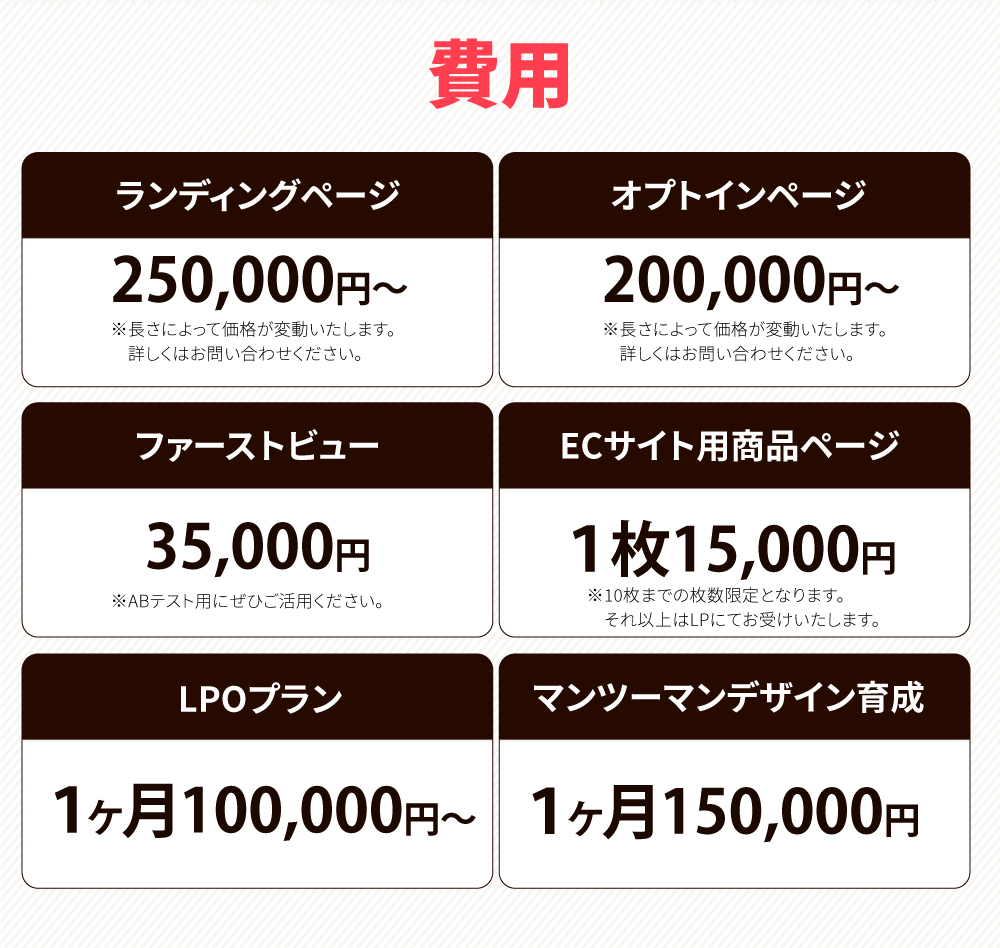 費用
ランディングページ
250,000円〜
※長さによって価格が変動いたします。
詳しくはお問い合わせください。
オプトインページ
200,000円〜
※長さによって価格が変動いたします。
詳しくはお問い合わせください。
ファーストビュー
35,000円
※ABテスト用にぜひご活用ください。
ECサイト用商品ページ
1枚15,000円
※10枚までの枚数限定となります。
それ以上はLPにてお受けいたします。
LPOプラン
1ヶ月100,000円〜
マンツーマンデザイン育成
1ヶ月150,000円